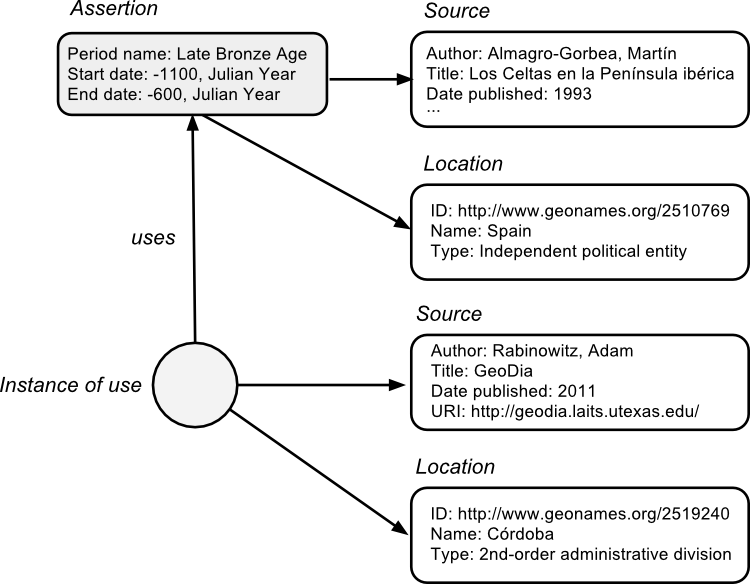 Assertion
Period name: Late Bronze Age
Start date: -1100, Julian Year
End date: -600, Julian Year
Source
Author: Almagro-Gorbea, Martín
Title: Los Celtas en la Península ibérica
Date published: 1993
...
Location
ID: http://www.geonames.org/2510769
Name: Spain
Type: Independent political entity
uses
Instance of use
Source
Author: Rabinowitz, Adam
Title: GeoDia
Date published: 2011
URI: http://geodia.laits.utexas.edu/
Location
ID: http://www.geonames.org/2519240
Name: Córdoba
Type: 2nd-order administrative division